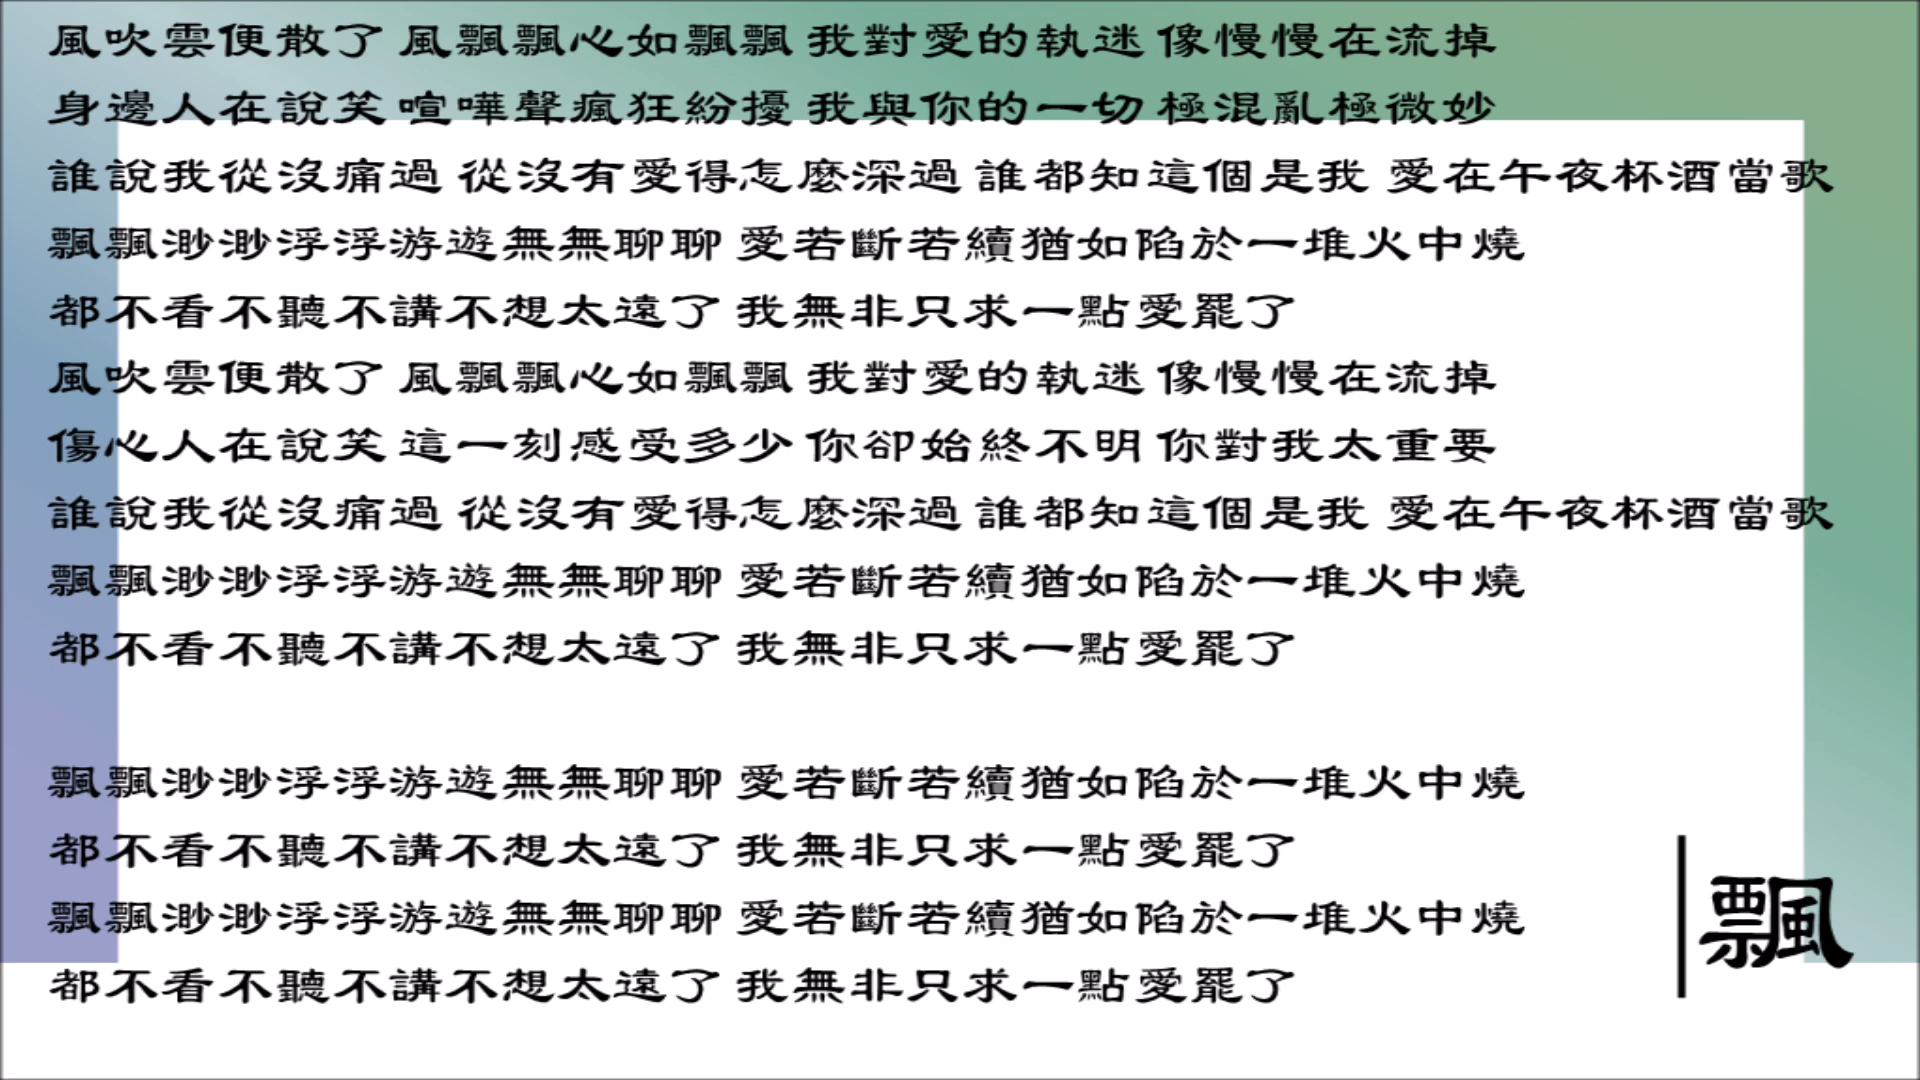 風吹雲便散了 風飄飄心如飄飄 我對愛的執迷 像慢慢在流掉
身邊人在說笑 喧嘩聲瘋狂紛擾 我與你的一切 極混亂極微妙
誰說我從沒痛過 從沒有愛得怎麼深過 誰都知這個是我 愛在午夜杯酒當歌
飄飄渺渺浮浮游遊無無聊聊 愛若斷若續猶如陷於一堆火中燒
都不看不聽不講不想太遠了 我無非只求一點愛罷了
風吹雲便散了 風飄飄心如飄飄 我對愛的執迷 像慢慢在流掉
傷心人在說笑 這一刻感受多少 你卻始終不明 你對我太重要
誰說我從沒痛過 從沒有愛得怎麼深過 誰都知這個是我 愛在午夜杯酒當歌
飄飄渺渺浮浮游遊無無聊聊 愛若斷若續猶如陷於一堆火中燒
都不看不聽不講不想太遠了 我無非只求一點愛罷了
飄飄渺渺浮浮游遊無無聊聊 愛若斷若續猶如陷於一堆火中燒
都不看不聽不講不想太遠了 我無非只求一點愛罷了
飄飄渺渺浮浮游遊無無聊聊 愛若斷若續猶如陷於一堆火中燒
都不看不聽不講不想太遠了 我無非只求一點愛罷了
飄